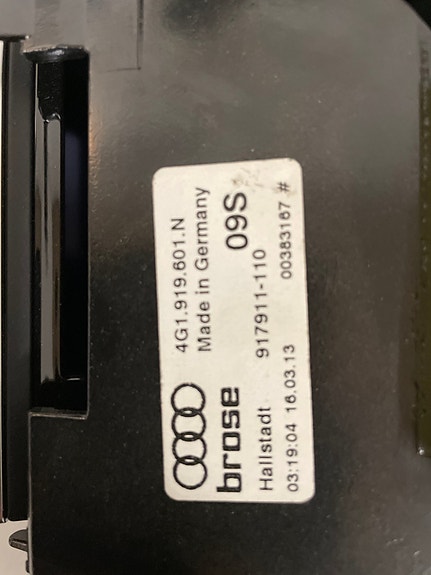 4G1.919.601.N
Made in Germany
brose 09S
Hallstadt 917911-110
03:19:04 16.03.13 00383167 #